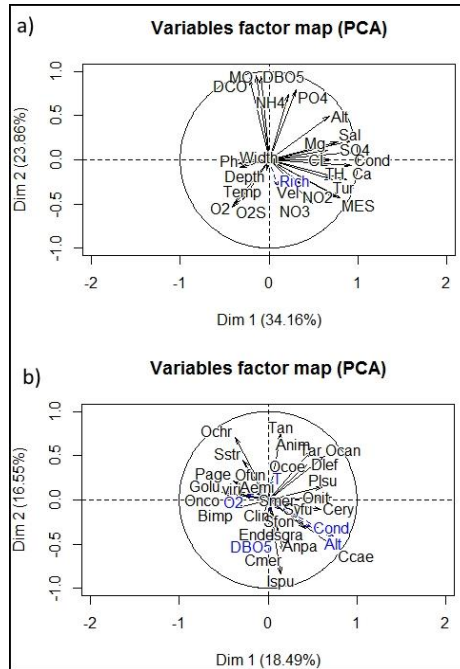 a)
Variables factor map (PCA)
Dim 2 (23.86%)
1.0
0.5
0.0
-0.5
-1.0
MO DBO5
DCO
NH4 PO4
Alt
Sal
Mg
SO4
Width
CL Cond
Ph
TH Ca
Depth
Rich
Temp
Vel
Tur
NO2
MES
O2
O2S
NO3
-2 -1 0 1 2
Dim 1 (34.16%)
b)
Variables factor map (PCA)
Dim 2 (16.55%)
1.0
0.5
0.0
-0.5
-1.0
Ochr
Tan
Anim
Sstr
Tar Ocan
Ocoe Dlef
Page Ofun
T
Plsu
Golu
viri Aemi
Onco
O2
Smer Onit
Syfu Cery
Bimp
Clin
Sfon
Cond
Endesgra
DBO5
Anpa
Alt
Cmer
Ccae
Ispu
-2 -1 0 1 2
Dim 1 (18.49%)